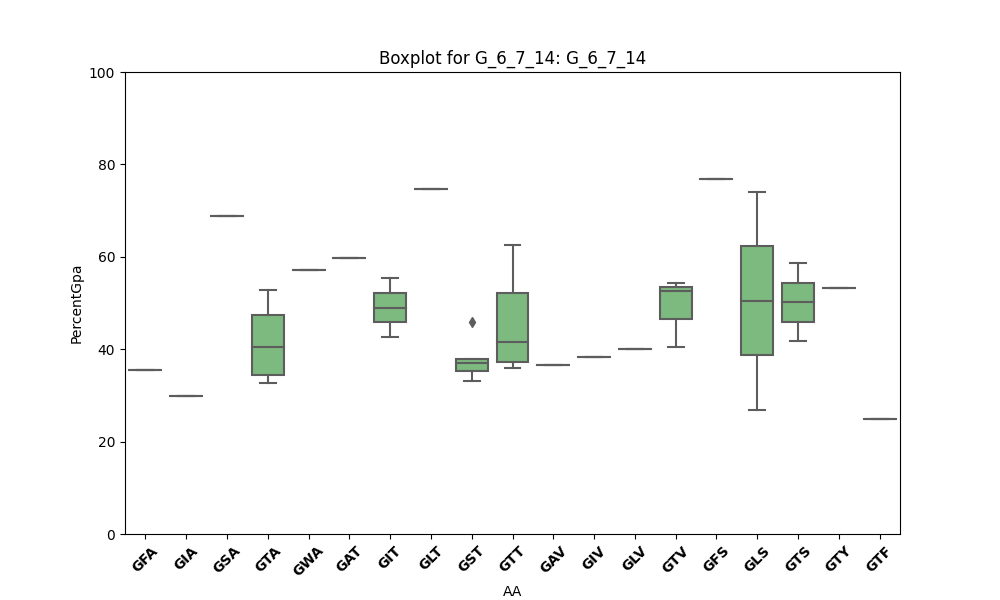 Boxplot for G_6_7_14: G_6_7_14
100
80
60
40
20
0
PercentGpa
GFA GIA GSA GTA GWA GAT GIT GLT GST GTT GAV GIV GLV GTV GFS GLS GTS GTY GTF
AA